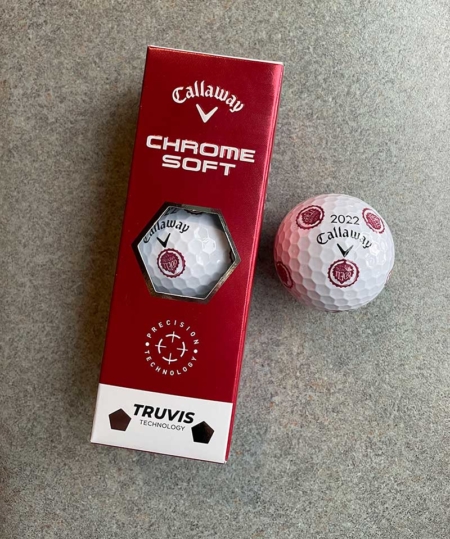 Callaway
CHROME
SOFT
Callaway
PRECISION
TECHNOLOGY
TRUVIS
TECHNOLOGY
2022
Callaway